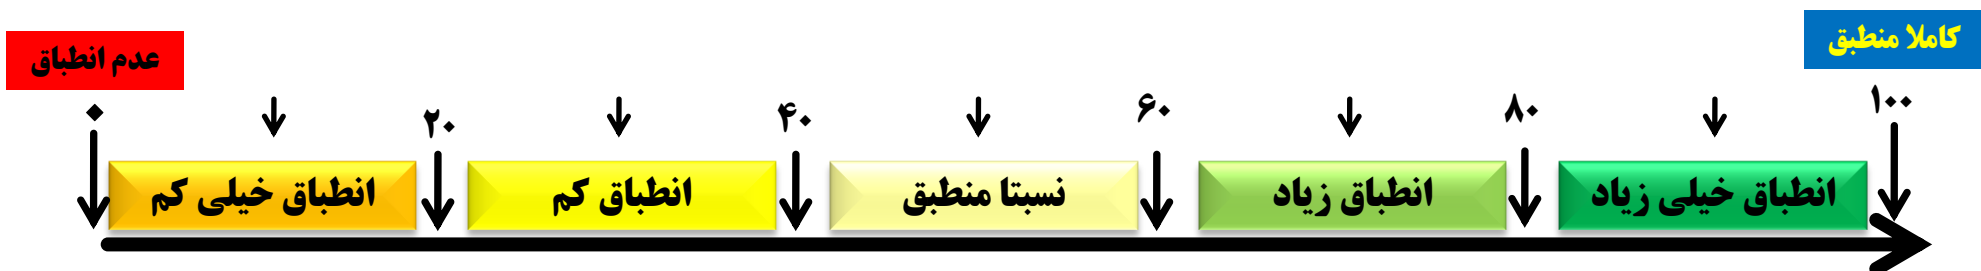 کاملا منطبق
عدم انطباق
۰ ۲۰ ۴۰ ۶۰ ۸۰ ۱۰۰
انطباق خیلی کم
انطباق کم
نسبتا منطبق
انطباق زیاد
انطباق خیلی زیاد